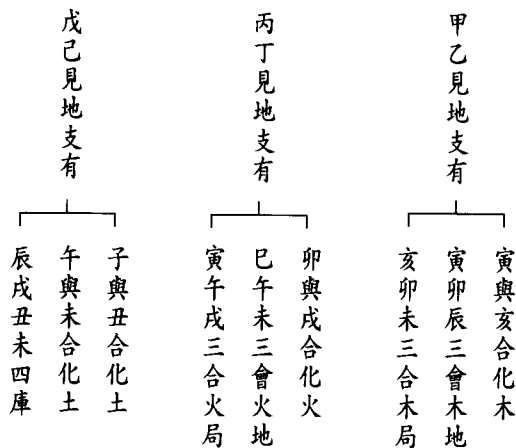 甲乙見地支有
寅與亥合化木
寅卯辰三會木地
亥卯未三合木局
丙丁見地支有
卯與戌合化火
巳午未三會火地
寅午戌三合火局
戊己見地支有
子與丑合化土
午與未合化土
辰戌丑未四庫